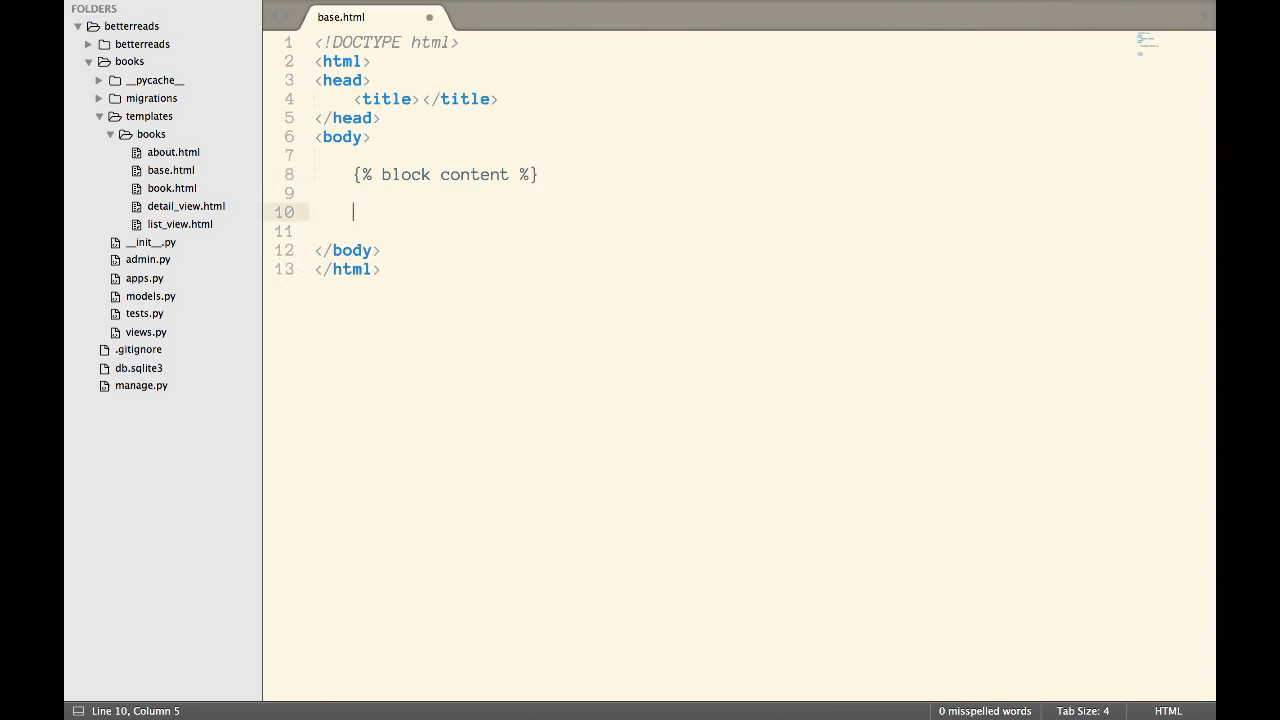 FOLDERS
betterreads
betterreads
books
__pycache__
migrations
templates
books
about.html
base.html
book.html
detail_view.html
list_view.html
__init__.py
admin.py
apps.py
models.py
tests.py
views.py
.gitignore
db.sqlite3
manage.py
base.html
1 <!DOCTYPE html>
2 <html>
3 <head>
4     <title></title>
5 </head>
6 <body>
7
8     {% block content %}
9
10
11
12 </body>
13 </html>
Line 10, Column 5
0 misspelled words
Tab Size: 4
HTML